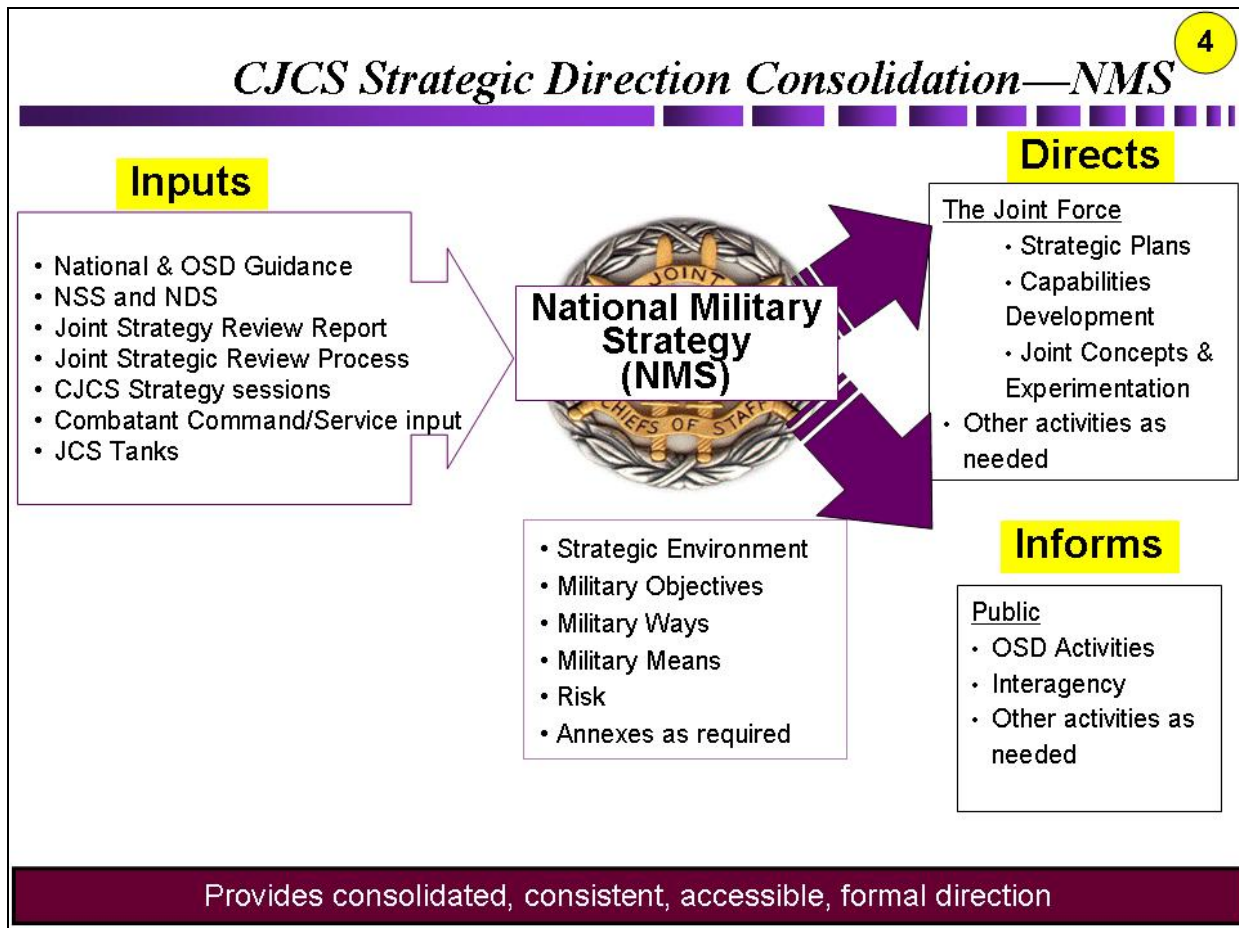 4
CJCS Strategic Direction Consolidation—NMS
Inputs
• National & OSD Guidance
• NSS and NDS
• Joint Strategy Review Report
• Joint Strategic Review Process
• CJCS Strategy sessions
• Combatant Command/Service input
• JCS Tanks
JOINT
National Military
Strategy
(NMS)
CHIEFS OF STAFF
• Strategic Environment
• Military Objectives
• Military Ways
• Military Means
• Risk
• Annexes as required
Directs
The Joint Force
• Strategic Plans
• Capabilities
Development
• Joint Concepts &
Experimentation
• Other activities as
needed
Informs
Public
• OSD Activities
• Interagency
• Other activities as
needed
Provides consolidated, consistent, accessible, formal direction